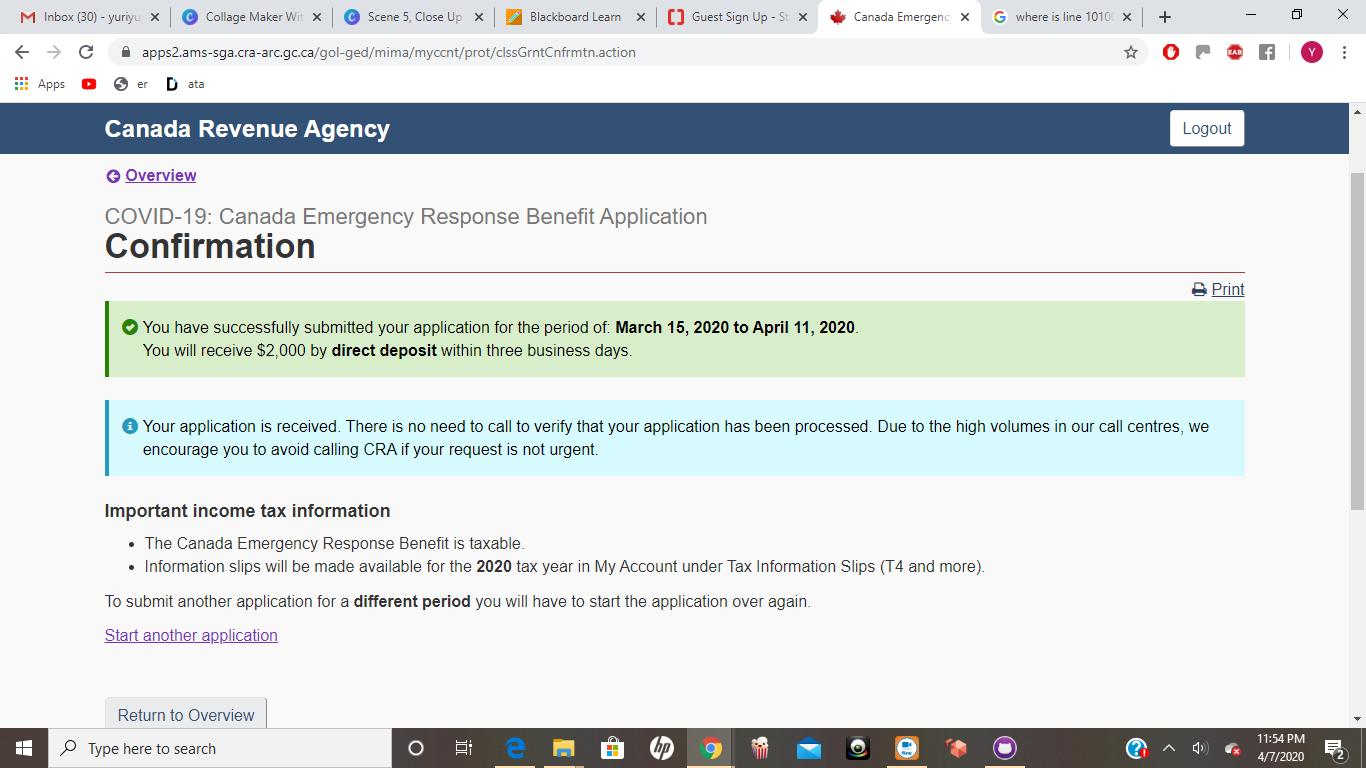 Inbox (30) - yuriyu
Collage Maker Wit
Scene 5, Close Up
Blackboard Learn
Guest Sign Up - St
Canada Emergenc
where is line 10100
apps2.ams-sga.cra-arc.gc.ca/gol-ged/mima/myccnt/prot/clssGrntCnfrmtn.action
EAB
Y
Apps
er
ata
Canada Revenue Agency
Logout
Overview
COVID-19: Canada Emergency Response Benefit Application
Confirmation
Print
You have successfully submitted your application for the period of: March 15, 2020 to April 11, 2020.
You will receive $2,000 by direct deposit within three business days.
Your application is received. There is no need to call to verify that your application has been processed. Due to the high volumes in our call centres, we
encourage you to avoid calling CRA if your request is not urgent.
Important income tax information
• The Canada Emergency Response Benefit is taxable.
• Information slips will be made available for the 2020 tax year in My Account under Tax Information Slips (T4 and more).
To submit another application for a different period you will have to start the application over again.
Start another application
Return to Overview
Type here to search
hp
11:54 PM
4/7/2020
2